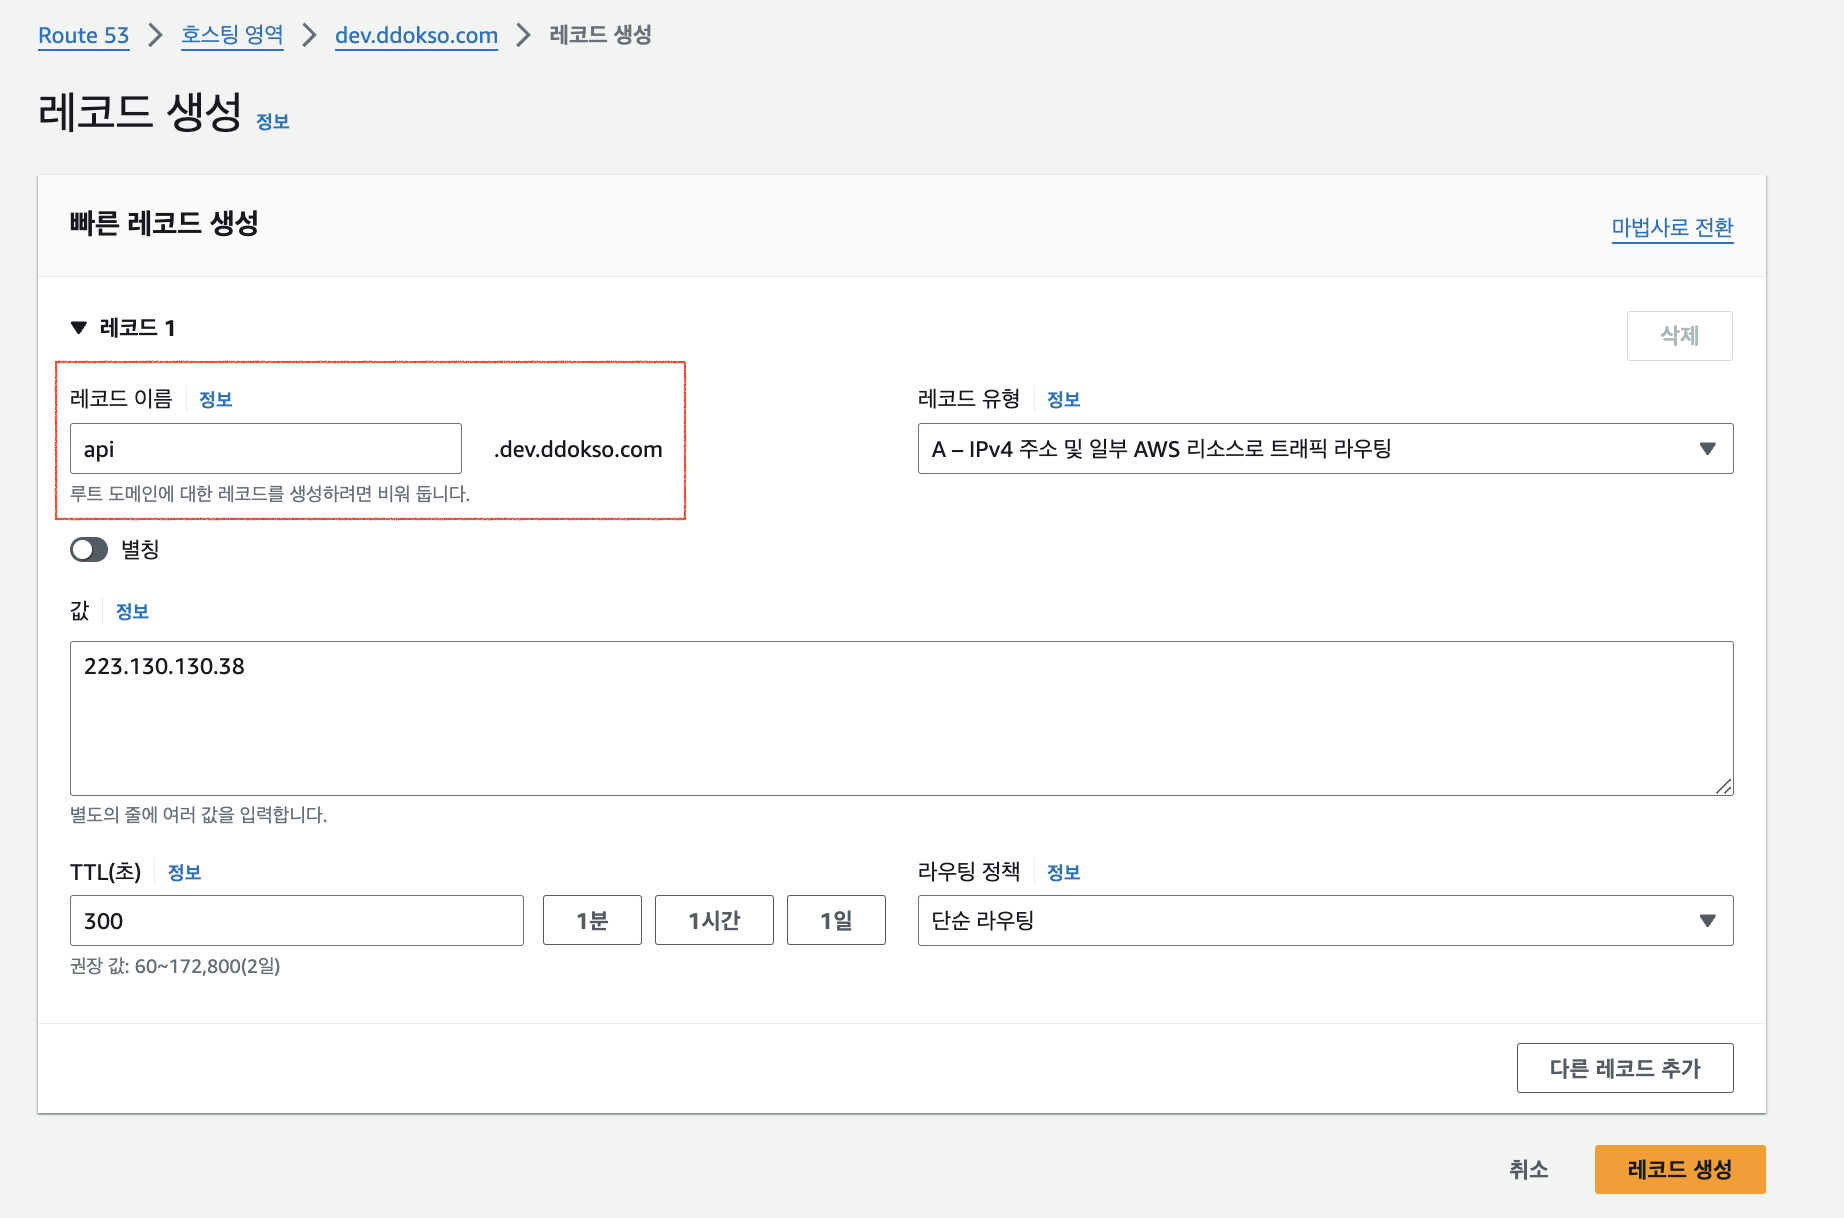 Route 53 > 호스팅 영역 > dev.ddokso.com > 레코드 생성
레코드 생성 정보
빠른 레코드 생성
마법사로 전환
레코드 1
삭제
레코드 이름 정보
api .dev.ddokso.com
루트 도메인에 대한 레코드를 생성하려면 비워 둡니다.
레코드 유형 정보
A – IPv4 주소 및 일부 AWS 리소스로 트래픽 라우팅
별칭
값 정보
223.130.130.38
별도의 줄에 여러 값을 입력합니다.
TTL(초) 정보
300 1분 1시간 1일
권장 값: 60~172,800(2일)
라우팅 정책 정보
단순 라우팅
다른 레코드 추가
취소 레코드 생성